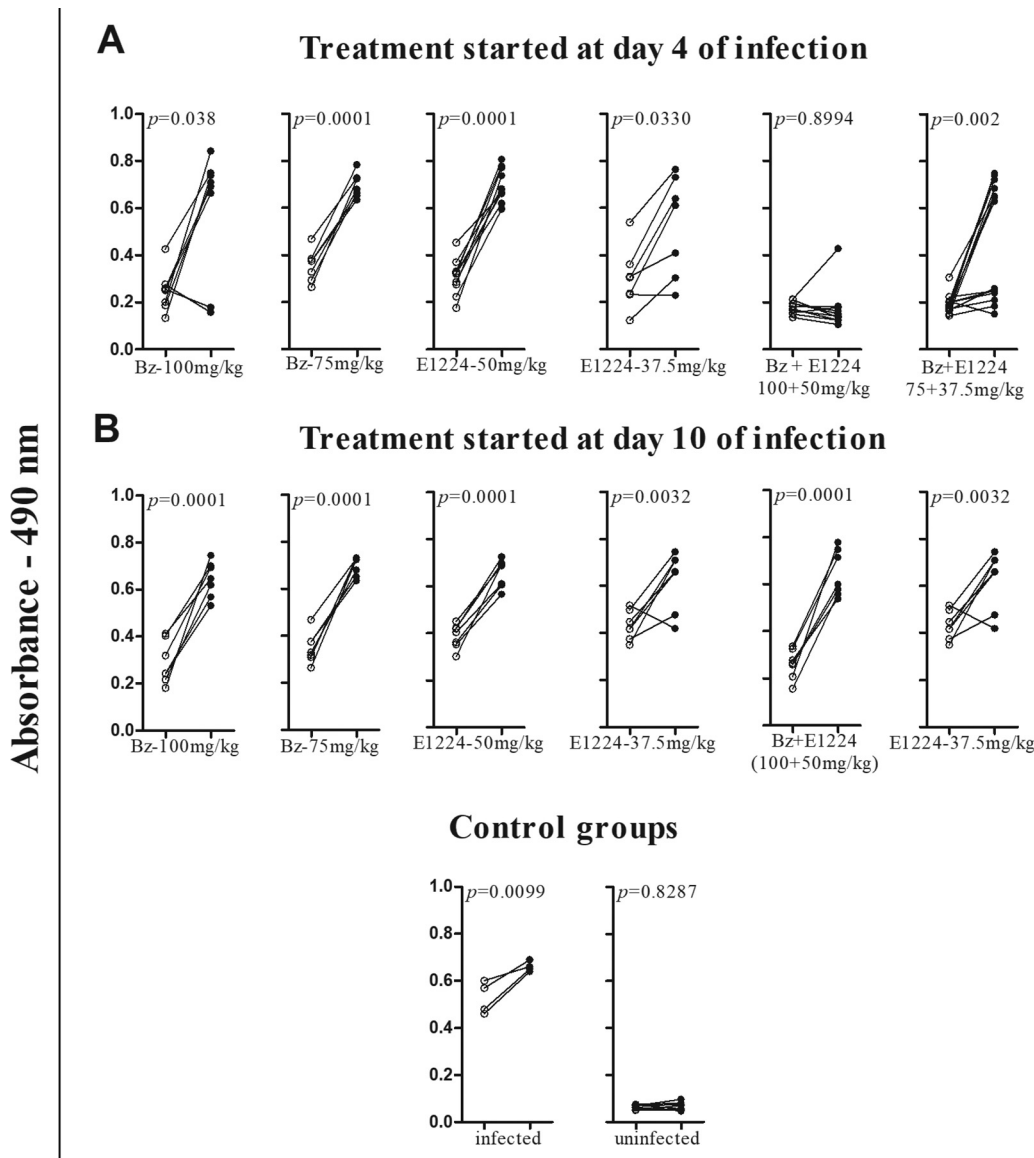 A
Treatment started at day 4 of infection
1.0
0.8
0.6
0.4
0.2
0.0
p=0.038
p=0.0001
p=0.0001
p=0.0330
p=0.8994
p=0.002
Bz-100mg/kg
Bz-75mg/kg
E1224-50mg/kg
E1224-37.5mg/kg
Bz + E1224
100+50mg/kg
Bz+E1224
75+37.5mg/kg
B
Treatment started at day 10 of infection
1.0
0.8
0.6
0.4
0.2
0.0
p=0.0001
p=0.0001
p=0.0001
p=0.0032
p=0.0001
p=0.0032
Bz-100mg/kg
Bz-75mg/kg
E1224-50mg/kg
E1224-37.5mg/kg
Bz+E1224
(100+50mg/kg)
E1224-37.5mg/kg
Absorbance - 490 nm
Control groups
1.0
0.8
0.6
0.4
0.2
0.0
p=0.0099
p=0.8287
infected
uninfected